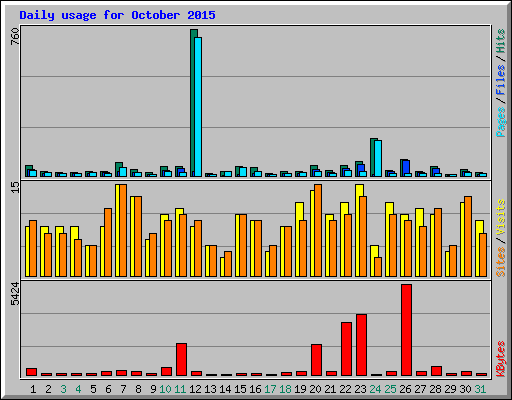 Daily usage for October 2015
760
Pages / Files / Hits
15
Sites / Visits
5424
KBytes
1 2 3 4 5 6 7 8 9 10 11 12 13 14 15 16 17 18 19 20 21 22 23 24 25 26 27 28 29 30 31